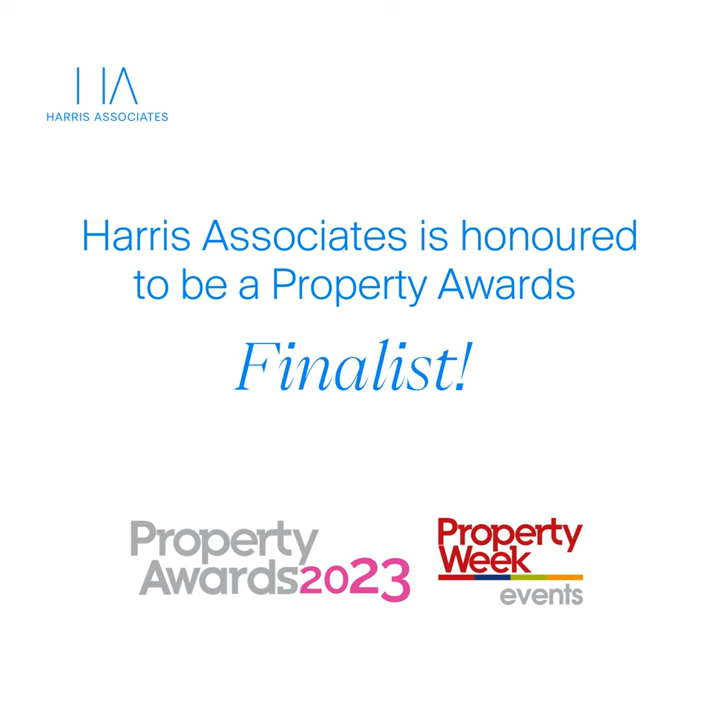 HA
HARRIS ASSOCIATES
Harris Associates is honoured
to be a Property Awards
Finalist!
Property
Awards2023
Property
Week
events